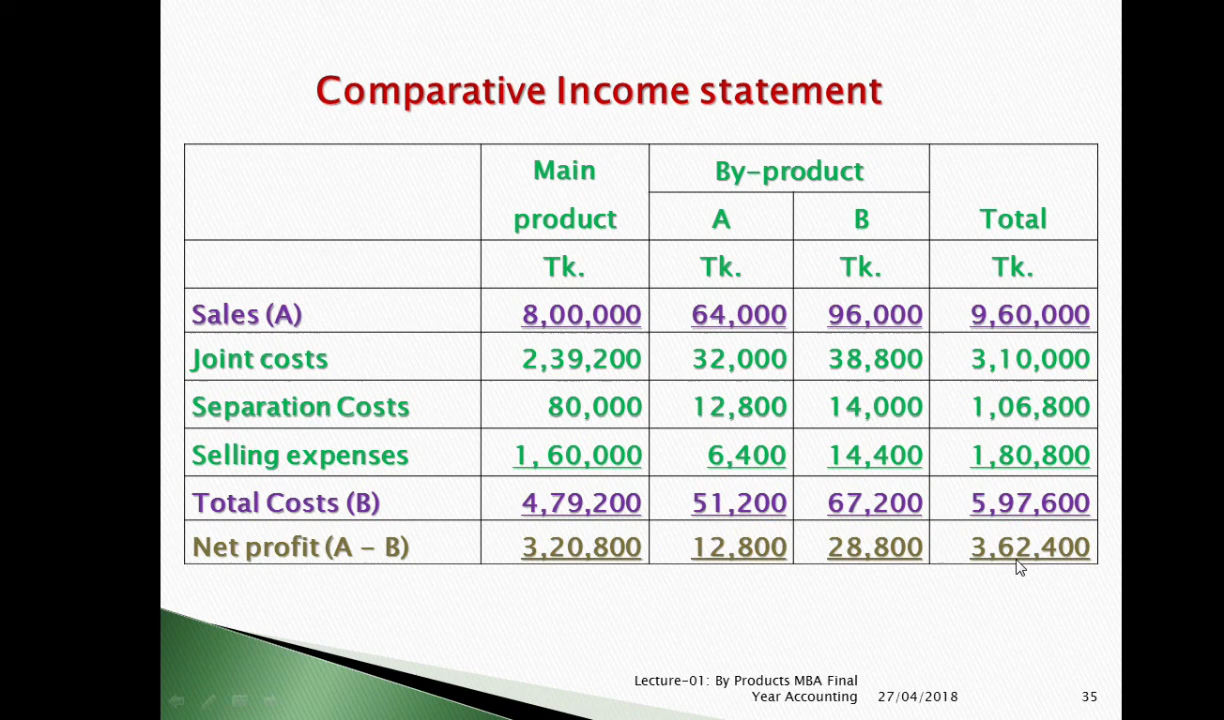 Comparative Income statement
Main product By-product Total
A B
Tk. Tk. Tk. Tk.
Sales (A) 8,00,000 64,000 96,000 9,60,000
Joint costs 2,39,200 32,000 38,800 3,10,000
Separation Costs 80,000 12,800 14,000 1,06,800
Selling expenses 1, 60,000 6,400 14,400 1,80,800
Total Costs (B) 4,79,200 51,200 67,200 5,97,600
Net profit (A - B) 3,20,800 12,800 28,800 3,62,400
Lecture-01: By Products MBA Final
Year Accounting 27/04/2018 35